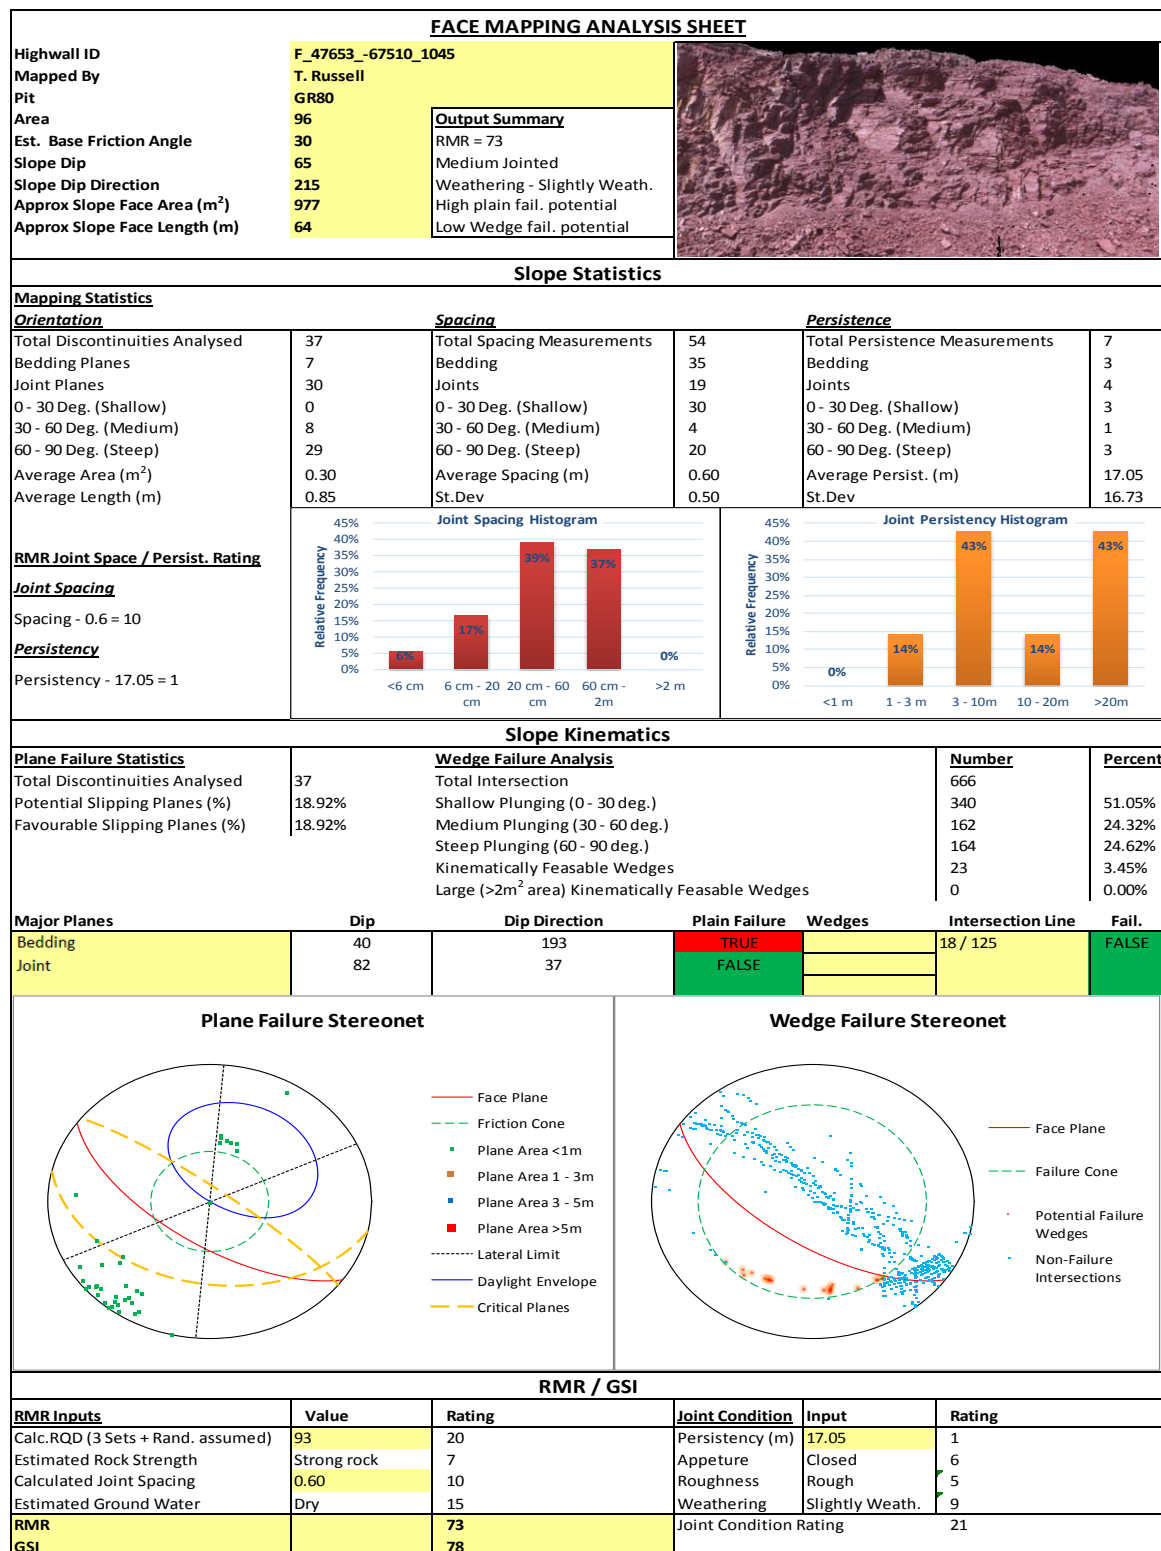 FACE MAPPING ANALYSIS SHEET
Highwall ID F_47653_-67510_1045
Mapped By T. Russell
Pit GR80
Area 96 Output Summary
Est. Base Friction Angle 30 RMR = 73
Slope Dip 65 Medium Jointed
Slope Dip Direction 215 Weathering - Slightly Weath.
Approx Slope Face Area (m²) 977 High plain fail. potential
Approx Slope Face Length (m) 64 Low Wedge fail. potential
Slope Statistics
Mapping Statistics
Orientation Spacing Persistence
Total Discontinuities Analysed 37 Total Spacing Measurements 54 Total Persistence Measurements 7
Bedding Planes 7 Bedding 35 Bedding 3
Joint Planes 30 Joints 19 Joints 4
0 - 30 Deg. (Shallow) 0 0 - 30 Deg. (Shallow) 30 0 - 30 Deg. (Shallow) 3
30 - 60 Deg. (Medium) 8 30 - 60 Deg. (Medium) 4 30 - 60 Deg. (Medium) 1
60 - 90 Deg. (Steep) 29 60 - 90 Deg. (Steep) 20 60 - 90 Deg. (Steep) 3
Average Area (m²) 0.30 Average Spacing (m) 0.60 Average Persist. (m) 17.05
Average Length (m) 0.85 St.Dev 0.50 St.Dev 16.73
RMR Joint Space / Persist. Rating
Joint Spacing
Spacing - 0.6 = 10
Persistency
Persistency - 17.05 = 1
Joint Spacing Histogram
Relative Frequency
45%
40%
35%
30%
25%
20%
15%
10%
5%
0%
6% 17% 39% 37% 0%
<6 cm 6 cm - 20 cm 20 cm - 60 cm 60 cm - 2m >2 m
Joint Persistency Histogram
Relative Frequency
45%
40%
35%
30%
25%
20%
15%
10%
5%
0%
0% 14% 43% 14% 43%
<1 m 1 - 3 m 3 - 10m 10 - 20m >20m
Slope Kinematics
Plane Failure Statistics Wedge Failure Analysis Number Percent
Total Discontinuities Analysed 37 Total Intersection 666
Potential Slipping Planes (%) 18.92% Shallow Plunging (0 - 30 deg.) 340 51.05%
Favourable Slipping Planes (%) 18.92% Medium Plunging (30 - 60 deg.) 162 24.32%
Steep Plunging (60 - 90 deg.) 164 24.62%
Kinematically Feasable Wedges 23 3.45%
Large (>2m² area) Kinematically Feasable Wedges 0 0.00%
Major Planes Dip Dip Direction Plain Failure Wedges Intersection Line Fail.
Bedding 40 193 TRUE 18 / 125 FALSE
Joint 82 37 FALSE
Plane Failure Stereonet
Face Plane
Friction Cone
Plane Area <1m
Plane Area 1 - 3m
Plane Area 3 - 5m
Plane Area >5m
Lateral Limit
Daylight Envelope
Critical Planes
Wedge Failure Stereonet
Face Plane
Failure Cone
Potential Failure
Wedges
Non-Failure
Intersections
RMR / GSI
RMR Inputs Value Rating Joint Condition Input Rating
Calc.RQD (3 Sets + Rand. assumed) 93 20 Persistency (m) 17.05 1
Estimated Rock Strength Strong rock 7 Appeture Closed 6
Calculated Joint Spacing 0.60 10 Roughness Rough 5
Estimated Ground Water Dry 15 Weathering Slightly Weath. 9
RMR 73 Joint Condition Rating 21
GSI 78